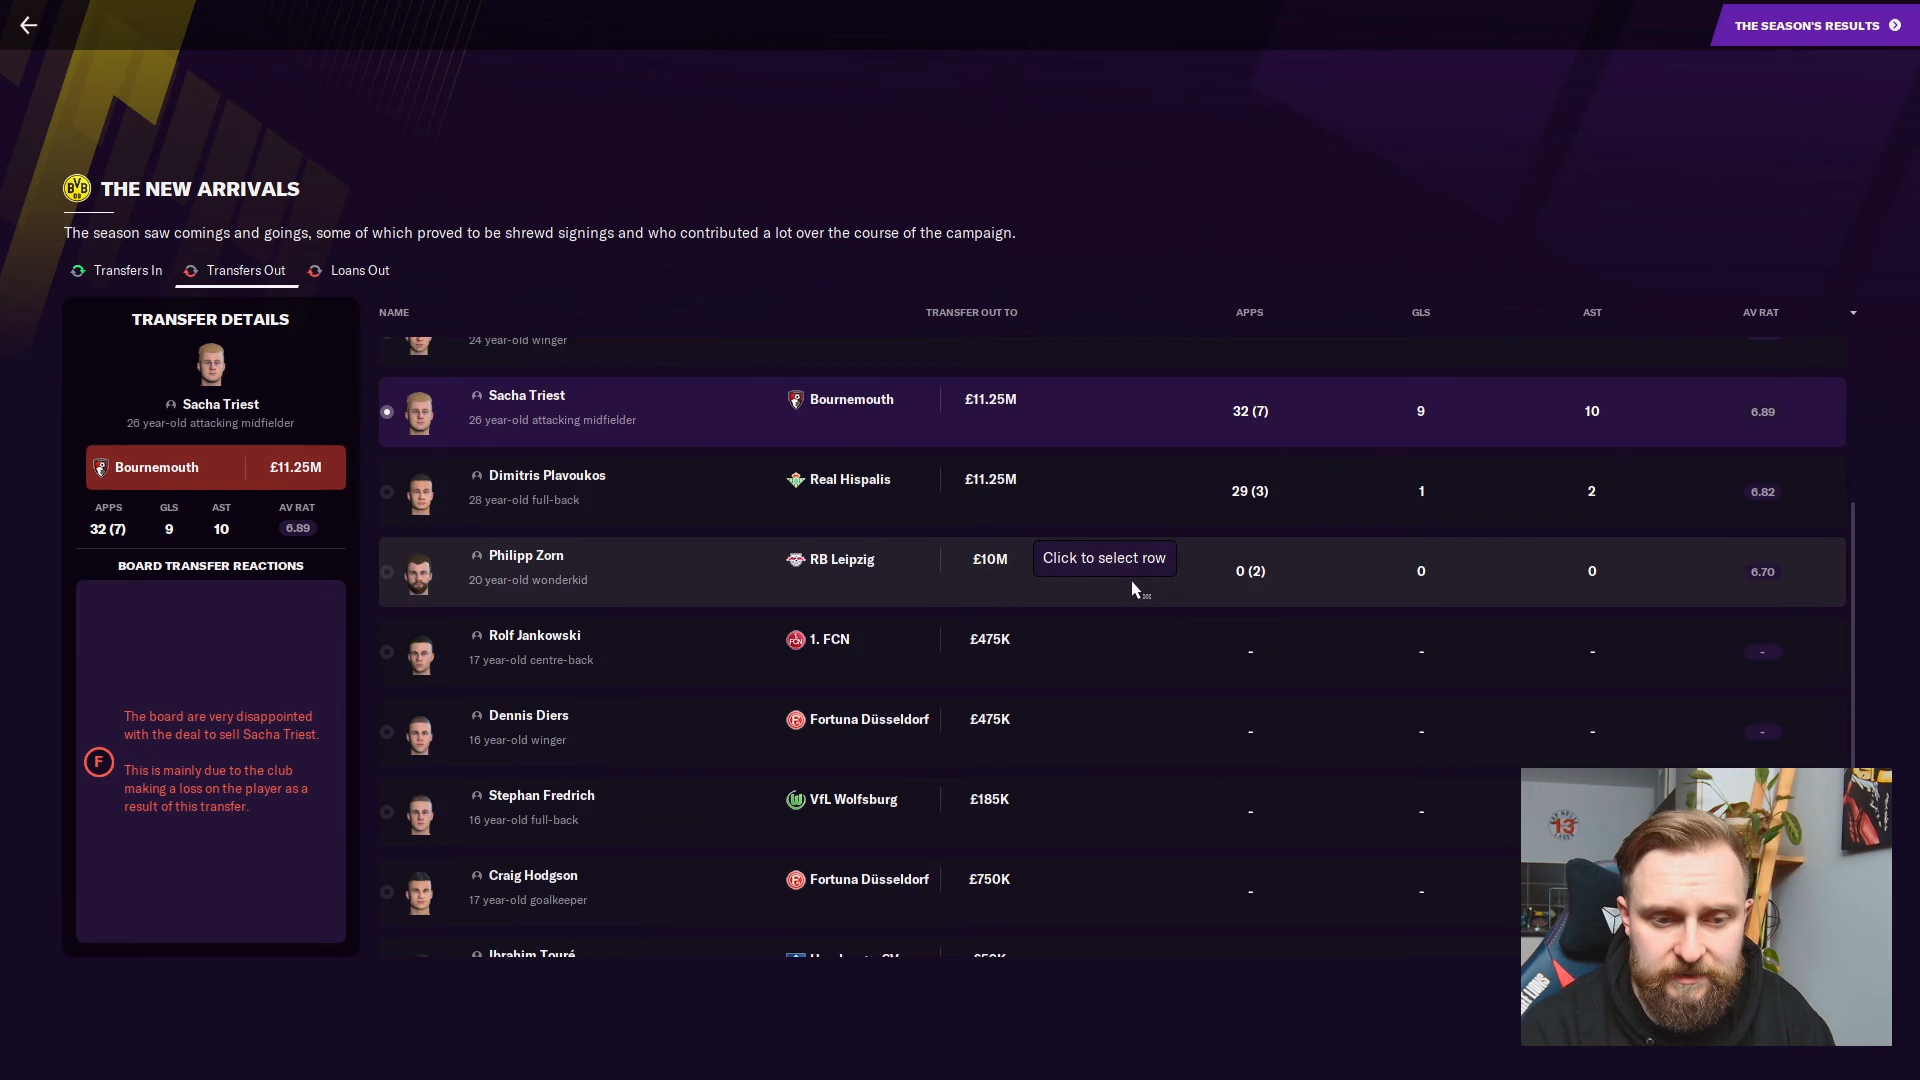 THE SEASON'S RESULTS
THE NEW ARRIVALS
The season saw comings and goings, some of which proved to be shrewd signings and who contributed a lot over the course of the campaign.
Transfers In Transfers Out Loans Out
TRANSFER DETAILS
Sacha Triest
26 year-old attacking midfielder
Bournemouth £11.25M
APPS GLS AST AV RAT
32 (7) 9 10 6.89
BOARD TRANSFER REACTIONS
F
The board are very disappointed
with the deal to sell Sacha Triest.
This is mainly due to the club
making a loss on the player as a
result of this transfer.
NAME TRANSFER OUT TO APPS GLS AST AV RAT
24 year-old winger
Sacha Triest Bournemouth £11.25M 32 (7) 9 10 6.89
26 year-old attacking midfielder
Dimitris Plavoukos Real Hispalis £11.25M 29 (3) 1 2 6.82
28 year-old full-back
Philipp Zorn RB Leipzig £10M Click to select row 0 (2) 0 0 6.70
20 year-old wonderkid
Rolf Jankowski 1. FCN £475K - - - -
17 year-old centre-back
Dennis Diers Fortuna Düsseldorf £475K - - - -
16 year-old winger
Stephan Fredrich VfL Wolfsburg £185K - -
16 year-old full-back
Craig Hodgson Fortuna Düsseldorf £750K - -
17 year-old goalkeeper
Ibrahim Touré
13